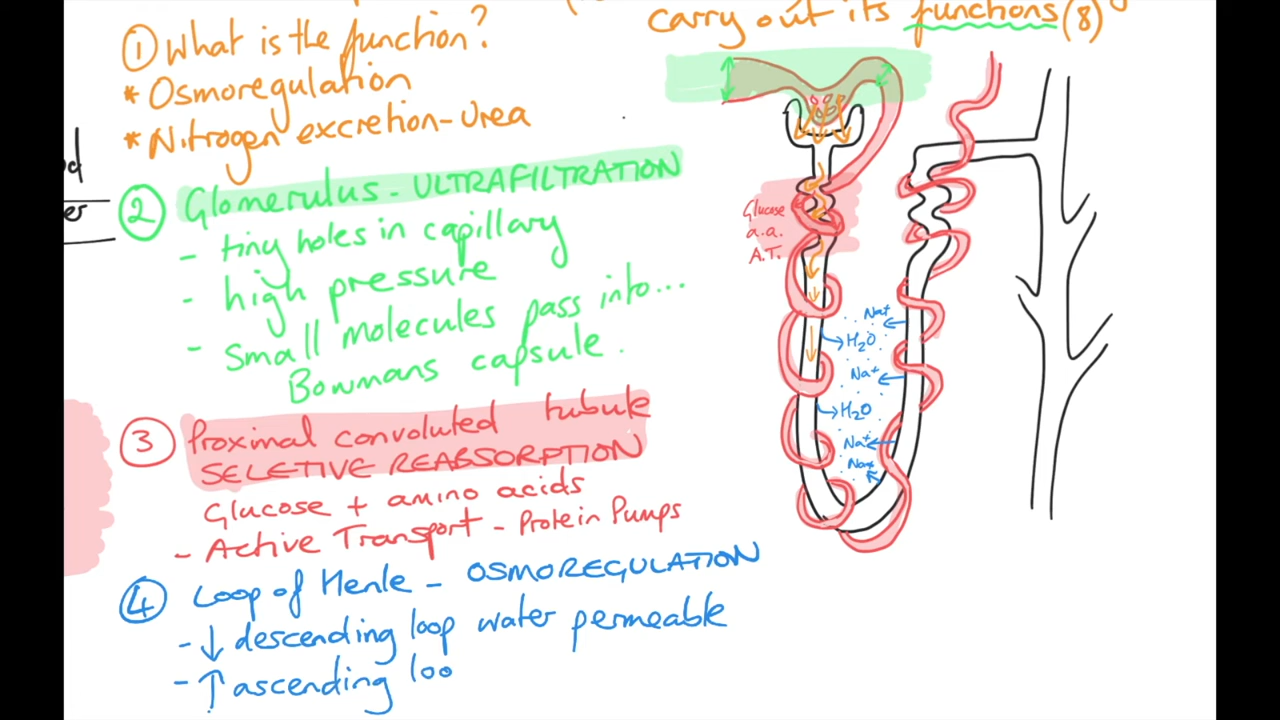 carry out its functions (8)
① What is the function?
* Osmoregulation
* Nitrogen excretion - urea
② Glomerulus - ULTRAFILTRATION
- tiny holes in capillary
- high pressure
- Small molecules pass into...
Bowmans capsule.
③ Proximal convoluted tubule
SELETIVE REABSORPTION
Glucose + amino acids
- Active Transport - Protein Pumps
④ Loop of Henle - OSMOREGULATION
- ↓ descending loop water permeable
- ↑ ascending loo
Glucose
a.a.
A.T.
Na+
H2O
Na+
H2O
Na+
er